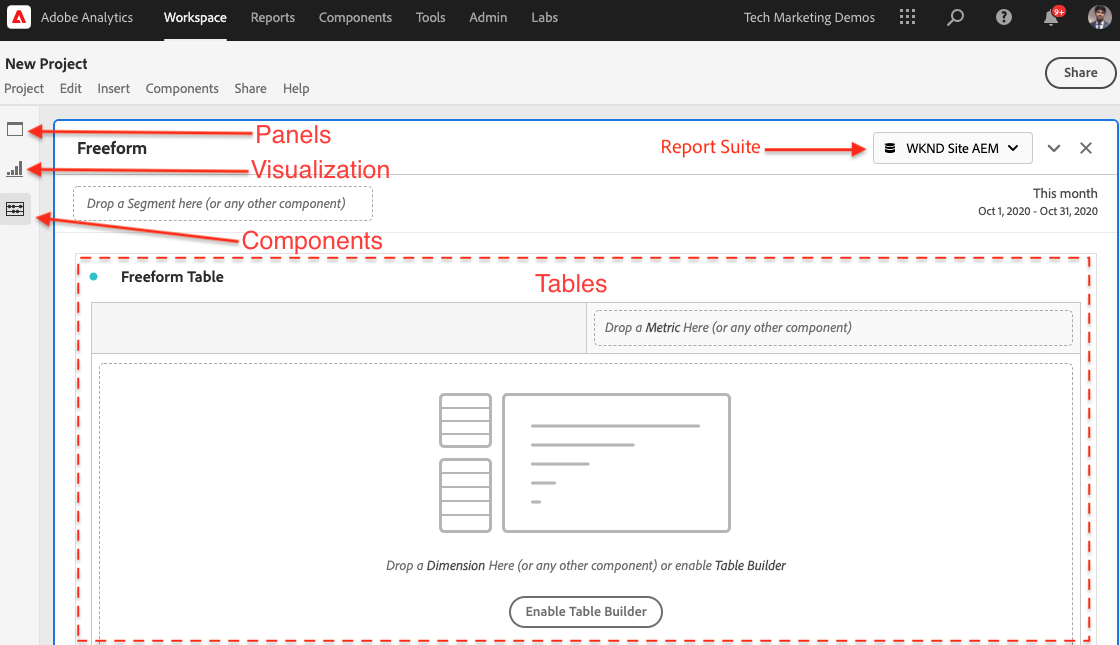 Adobe Analytics Workspace Reports Components Tools Admin Labs Tech Marketing Demos 9+
New Project
Share
Project Edit Insert Components Share Help
Panels
Freeform
Report Suite
WKND Site AEM
Visualization
Drop a Segment here (or any other component)
This month
Oct 1, 2020 - Oct 31, 2020
Components
Freeform Table
Tables
Drop a Metric Here (or any other component)
Drop a Dimension Here (or any other component) or enable Table Builder
Enable Table Builder